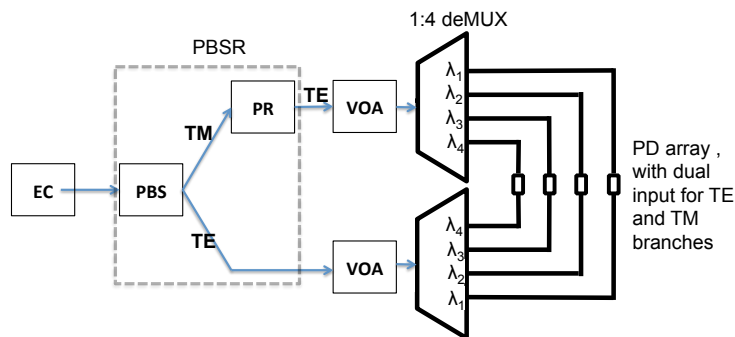 1:4 deMUX
PBSR
PR
TE
VOA
TM
EC
PBS
TE
VOA
λ1
λ2
λ3
λ4
λ4
λ3
λ2
λ1
PD array ,
with dual
input for TE
and TM
branches